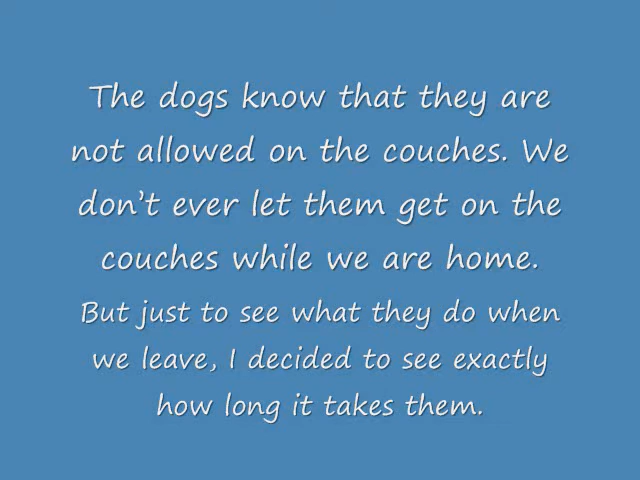 The dogs know that they are
not allowed on the couches. We
don’t ever let them get on the
couches while we are home.
But just to see what they do when
we leave, I decided to see exactly
how long it takes them.